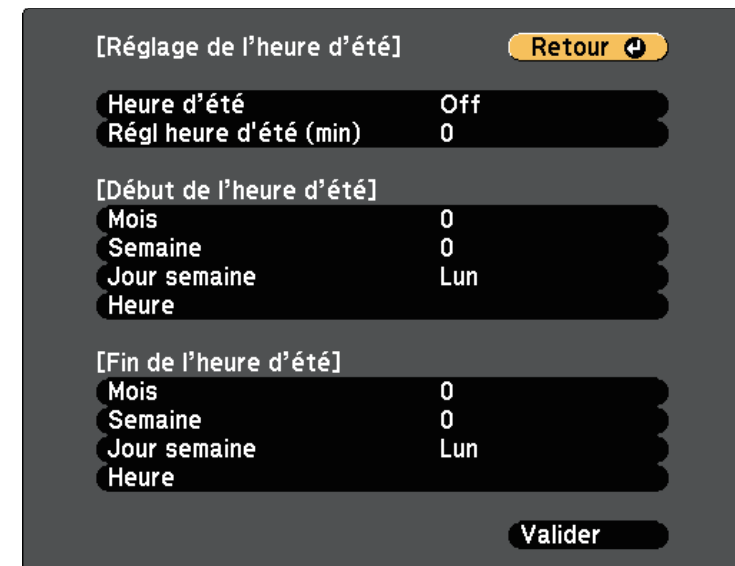 [Réglage de l’heure d’été] Retour
Heure d’été Off
Régl heure d'été (min) 0
[Début de l’heure d’été]
Mois 0
Semaine 0
Jour semaine Lun
Heure
[Fin de l’heure d’été]
Mois 0
Semaine 0
Jour semaine Lun
Heure
Valider